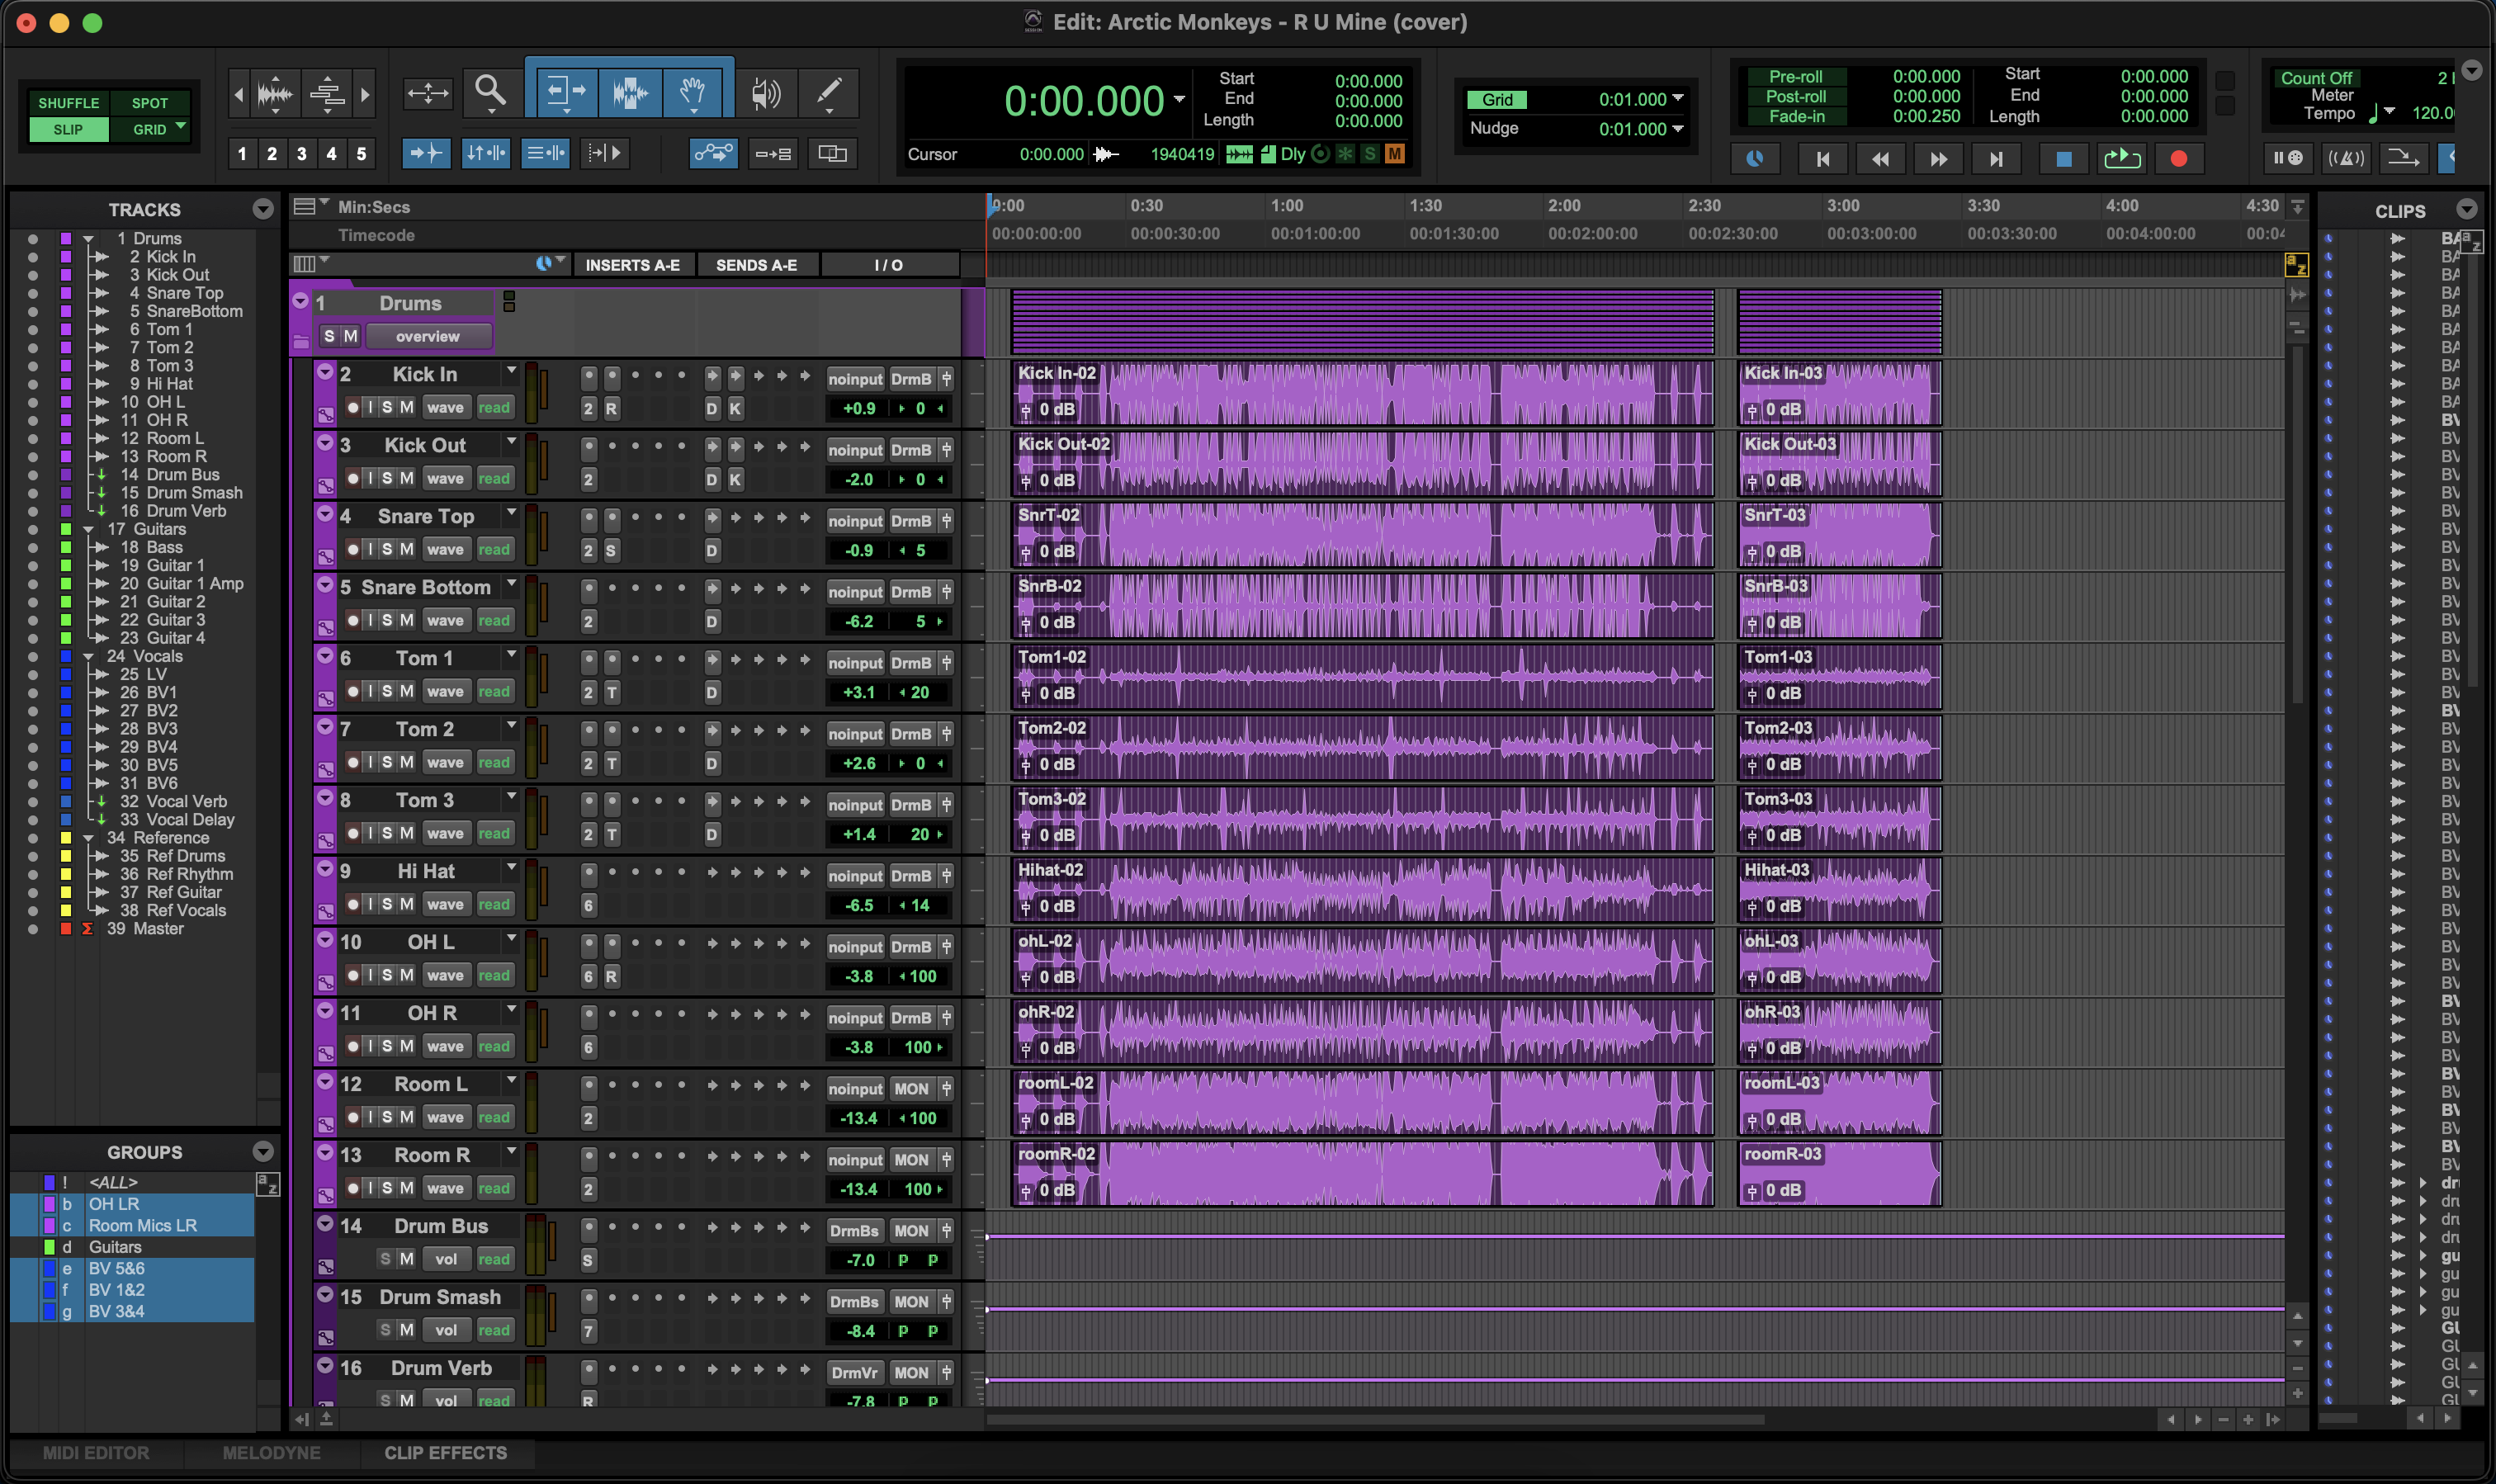 Edit: Arctic Monkeys - R U Mine (cover)
SHUFFLE SPOT
SLIP GRID
1 2 3 4 5
0:00.000
Start 0:00.000
End 0:00.000
Length 0:00.000
Cursor 0:00.000 1940419 Dly S M
Grid 0:01.000
Nudge 0:01.000
Pre-roll 0:00.000 Start 0:00.000
Post-roll 0:00.000 End 0:00.000
Fade-in 0:00.250 Length 0:00.000
Count Off 2
Meter
Tempo 120.0
TRACKS
1 Drums
2 Kick In
3 Kick Out
4 Snare Top
5 SnareBottom
6 Tom 1
7 Tom 2
8 Tom 3
9 Hi Hat
10 OH L
11 OH R
12 Room L
13 Room R
14 Drum Bus
15 Drum Smash
16 Drum Verb
17 Guitars
18 Bass
19 Guitar 1
20 Guitar 1 Amp
21 Guitar 2
22 Guitar 3
23 Guitar 4
24 Vocals
25 LV
26 BV1
27 BV2
28 BV3
29 BV4
30 BV5
31 BV6
32 Vocal Verb
33 Vocal Delay
34 Reference
35 Ref Drums
36 Ref Rhythm
37 Ref Guitar
38 Ref Vocals
39 Master
GROUPS
! <ALL>
b OH LR
c Room Mics LR
d Guitars
e BV 5&6
f BV 1&2
g BV 3&4
Min:Secs 0:00 0:30 1:00 1:30 2:00 2:30 3:00 3:30 4:00 4:30
Timecode 00:00:00:00 00:00:30:00 00:01:00:00 00:01:30:00 00:02:00:00 00:02:30:00 00:03:00:00 00:03:30:00 00:04:00:00 00:04
INSERTS A-E SENDS A-E I / O
1 Drums
S M overview
2 Kick In noinput DrmB
I S M wave read 2 R D K +0.9 0
Kick In-02 Kick In-03
0 dB 0 dB
3 Kick Out noinput DrmB
I S M wave read 2 D K -2.0 0
Kick Out-02 Kick Out-03
0 dB 0 dB
4 Snare Top noinput DrmB
I S M wave read 2 S D -0.9 5
SnrT-02 SnrT-03
0 dB 0 dB
5 Snare Bottom noinput DrmB
I S M wave read 2 D -6.2 5
SnrB-02 SnrB-03
0 dB 0 dB
6 Tom 1 noinput DrmB
I S M wave read 2 T D +3.1 20
Tom1-02 Tom1-03
0 dB 0 dB
7 Tom 2 noinput DrmB
I S M wave read 2 T D +2.6 0
Tom2-02 Tom2-03
0 dB 0 dB
8 Tom 3 noinput DrmB
I S M wave read 2 T D +1.4 20
Tom3-02 Tom3-03
0 dB 0 dB
9 Hi Hat noinput DrmB
I S M wave read 6 -6.5 14
Hihat-02 Hihat-03
0 dB 0 dB
10 OH L noinput DrmB
I S M wave read 6 R -3.8 100
ohL-02 ohL-03
0 dB 0 dB
11 OH R noinput DrmB
I S M wave read 6 -3.8 100
ohR-02 ohR-03
0 dB 0 dB
12 Room L noinput MON
I S M wave read 2 -13.4 100
roomL-02 roomL-03
0 dB 0 dB
13 Room R noinput MON
I S M wave read 2 -13.4 100
roomR-02 roomR-03
0 dB 0 dB
14 Drum Bus DrmBs MON
S M vol read S -7.0 p p
15 Drum Smash DrmBs MON
S M vol read 7 -8.4 p p
16 Drum Verb DrmVr MON
S M vol read R -7.8 p p
CLIPS
MIDI EDITOR MELODYNE CLIP EFFECTS